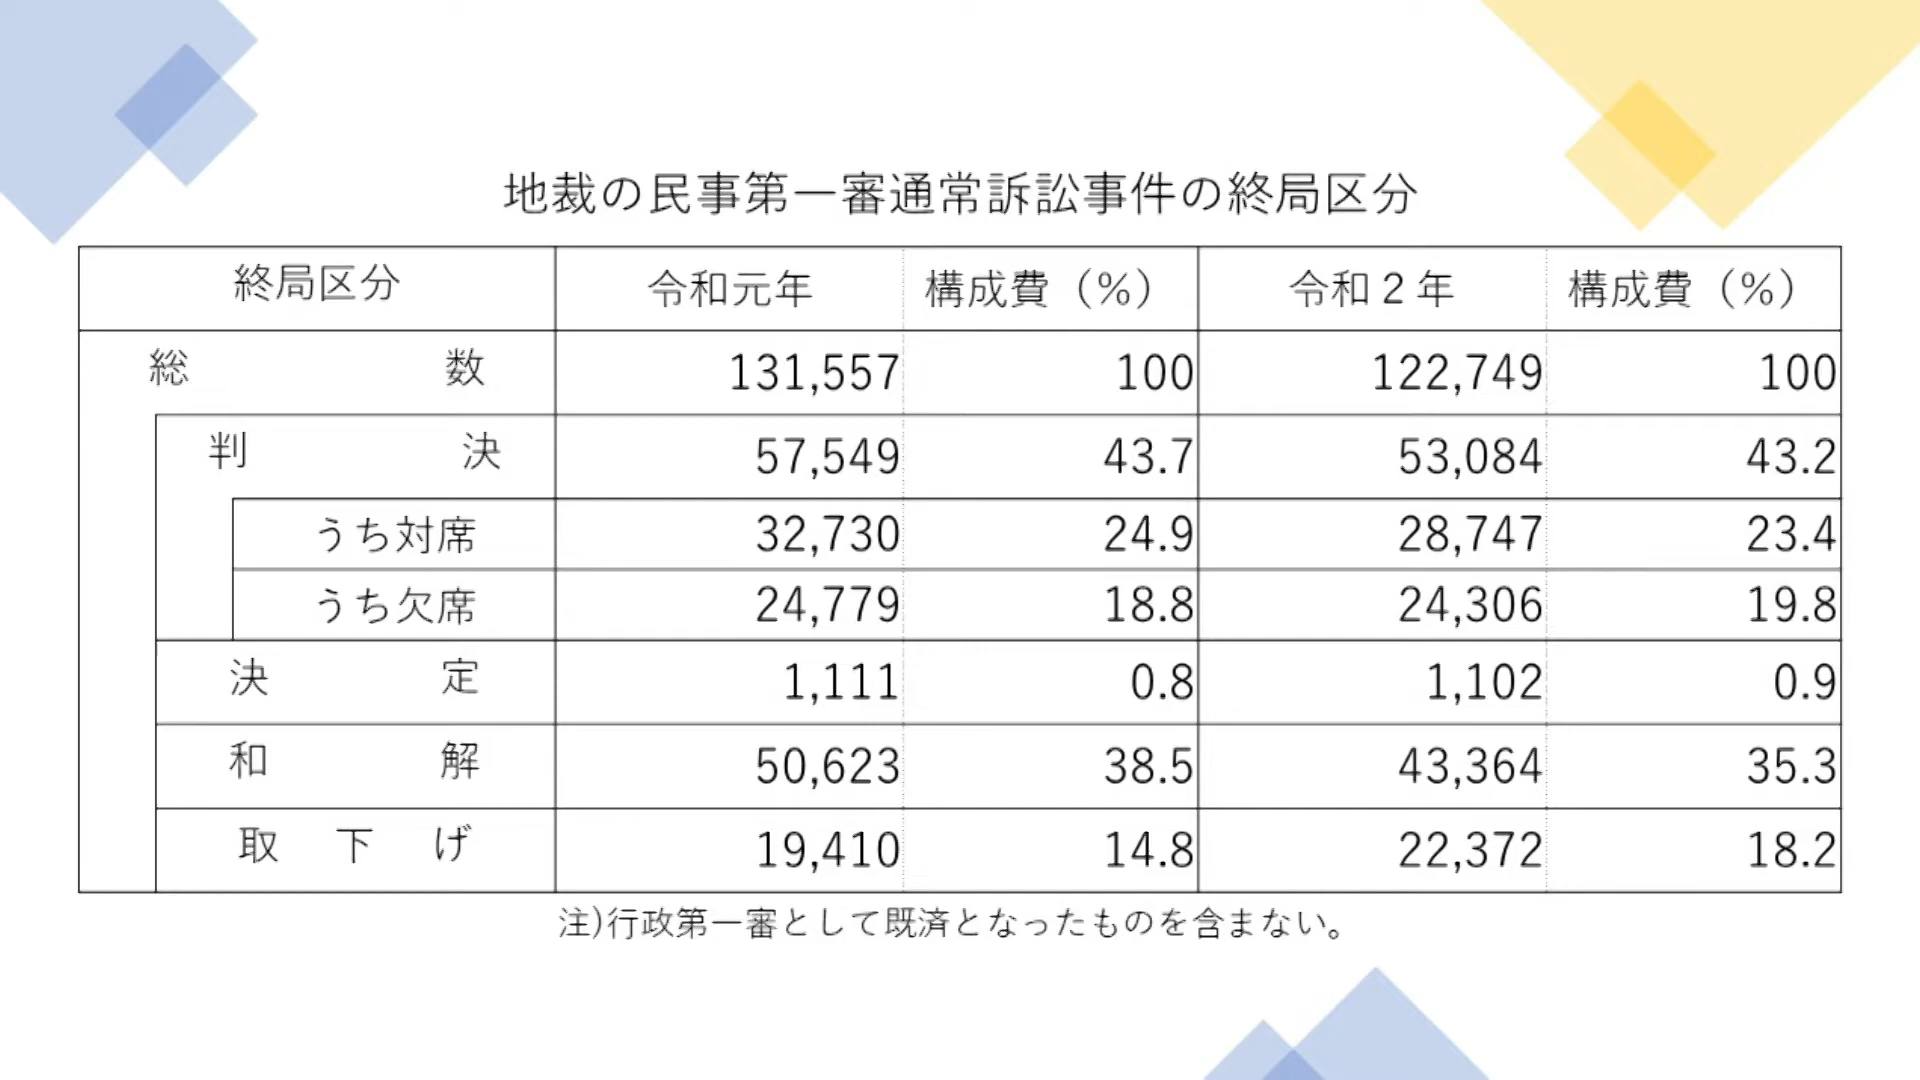 地裁の民事第一審通常訴訟事件の終局区分
終局区分 令和元年 構成費（％） 令和２年 構成費（％）
総数 131,557 100 122,749 100
判決 57,549 43.7 53,084 43.2
うち対席 32,730 24.9 28,747 23.4
うち欠席 24,779 18.8 24,306 19.8
決定 1,111 0.8 1,102 0.9
和解 50,623 38.5 43,364 35.3
取下げ 19,410 14.8 22,372 18.2
注)行政第一審として既済となったものを含まない。